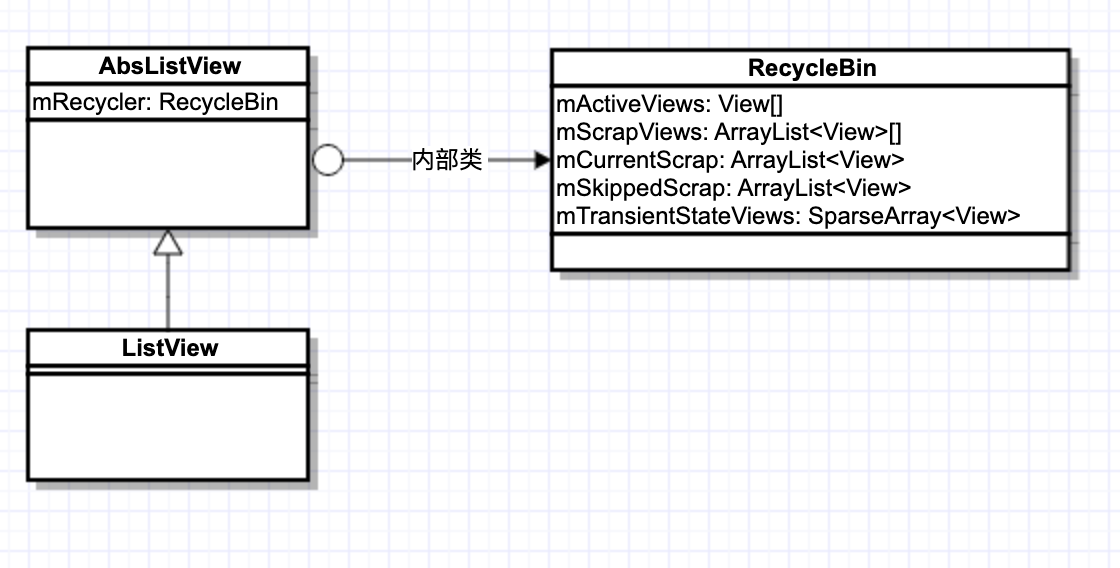 AbsListView
mRecycler: RecycleBin
内部类
RecycleBin
mActiveViews: View[]
mScrapViews: ArrayList<View>[]
mCurrentScrap: ArrayList<View>
mSkippedScrap: ArrayList<View>
mTransientStateViews: SparseArray<View>
ListView